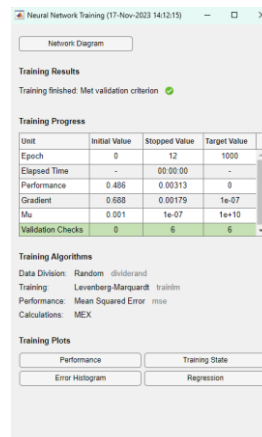 Neural Network Training (17-Nov-2023 14:12:15)
Network Diagram
Training Results
Training finished: Met validation criterion
Training Progress
Unit Initial Value Stopped Value Target Value
Epoch 0 12 1000
Elapsed Time - 00:00:00 -
Performance 0.486 0.00313 0
Gradient 0.688 0.00179 1e-07
Mu 0.001 1e-07 1e+10
Validation Checks 0 6 6
Training Algorithms
Data Division: Random dividerand
Training: Levenberg-Marquardt trainlm
Performance: Mean Squared Error mse
Calculations: MEX
Training Plots
Performance Training State
Error Histogram Regression